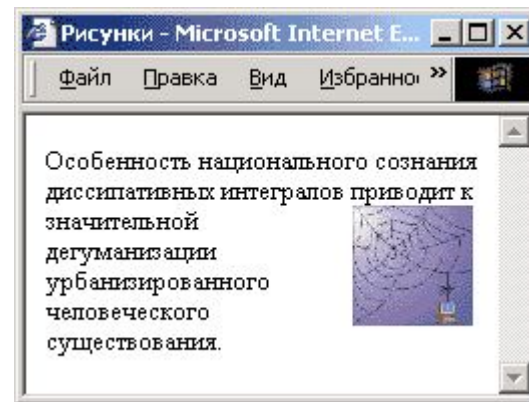 Рисунки - Microsoft Internet E...
Файл Правка Вид Избранно »
Особенность национального сознания
диссипативных интегралов приводит к
значительной
дегуманизации
урбанизированного
человеческого
существования.